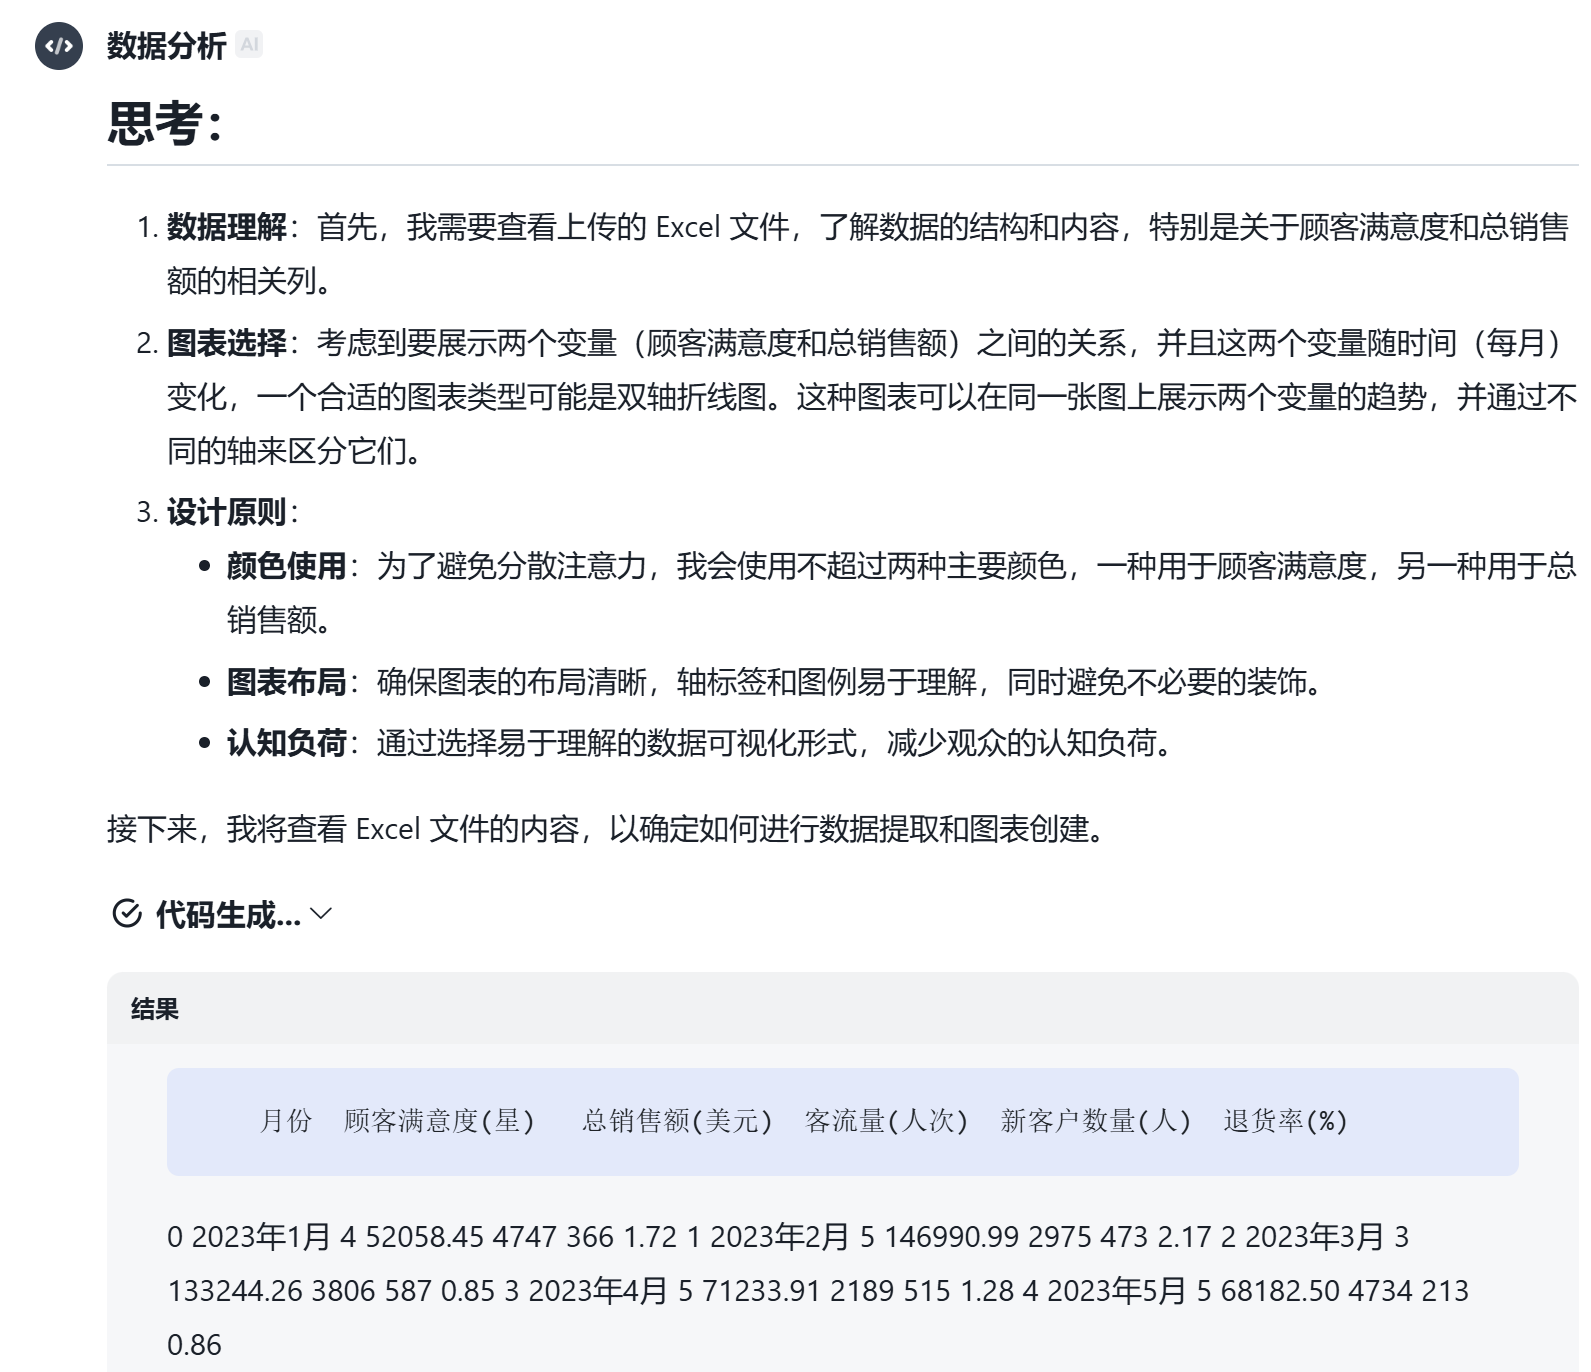 数据分析 AI
思考：
1. 数据理解：首先，我需要查看上传的 Excel 文件，了解数据的结构和内容，特别是关于顾客满意度和总销售
额的相关列。
2. 图表选择：考虑到要展示两个变量（顾客满意度和总销售额）之间的关系，并且这两个变量随时间（每月）
变化，一个合适的图表类型可能是双轴折线图。这种图表可以在同一张图上展示两个变量的趋势，并通过不
同的轴来区分它们。
3. 设计原则：
• 颜色使用：为了避免分散注意力，我会使用不超过两种主要颜色，一种用于顾客满意度，另一种用于总
销售额。
• 图表布局：确保图表的布局清晰，轴标签和图例易于理解，同时避免不必要的装饰。
• 认知负荷：通过选择易于理解的数据可视化形式，减少观众的认知负荷。
接下来，我将查看 Excel 文件的内容，以确定如何进行数据提取和图表创建。
代码生成...
结果
月份 顾客满意度(星) 总销售额(美元) 客流量(人次) 新客户数量(人) 退货率(%)
0 2023年1月 4 52058.45 4747 366 1.72 1 2023年2月 5 146990.99 2975 473 2.17 2 2023年3月 3
133244.26 3806 587 0.85 3 2023年4月 5 71233.91 2189 515 1.28 4 2023年5月 5 68182.50 4734 213
0.86